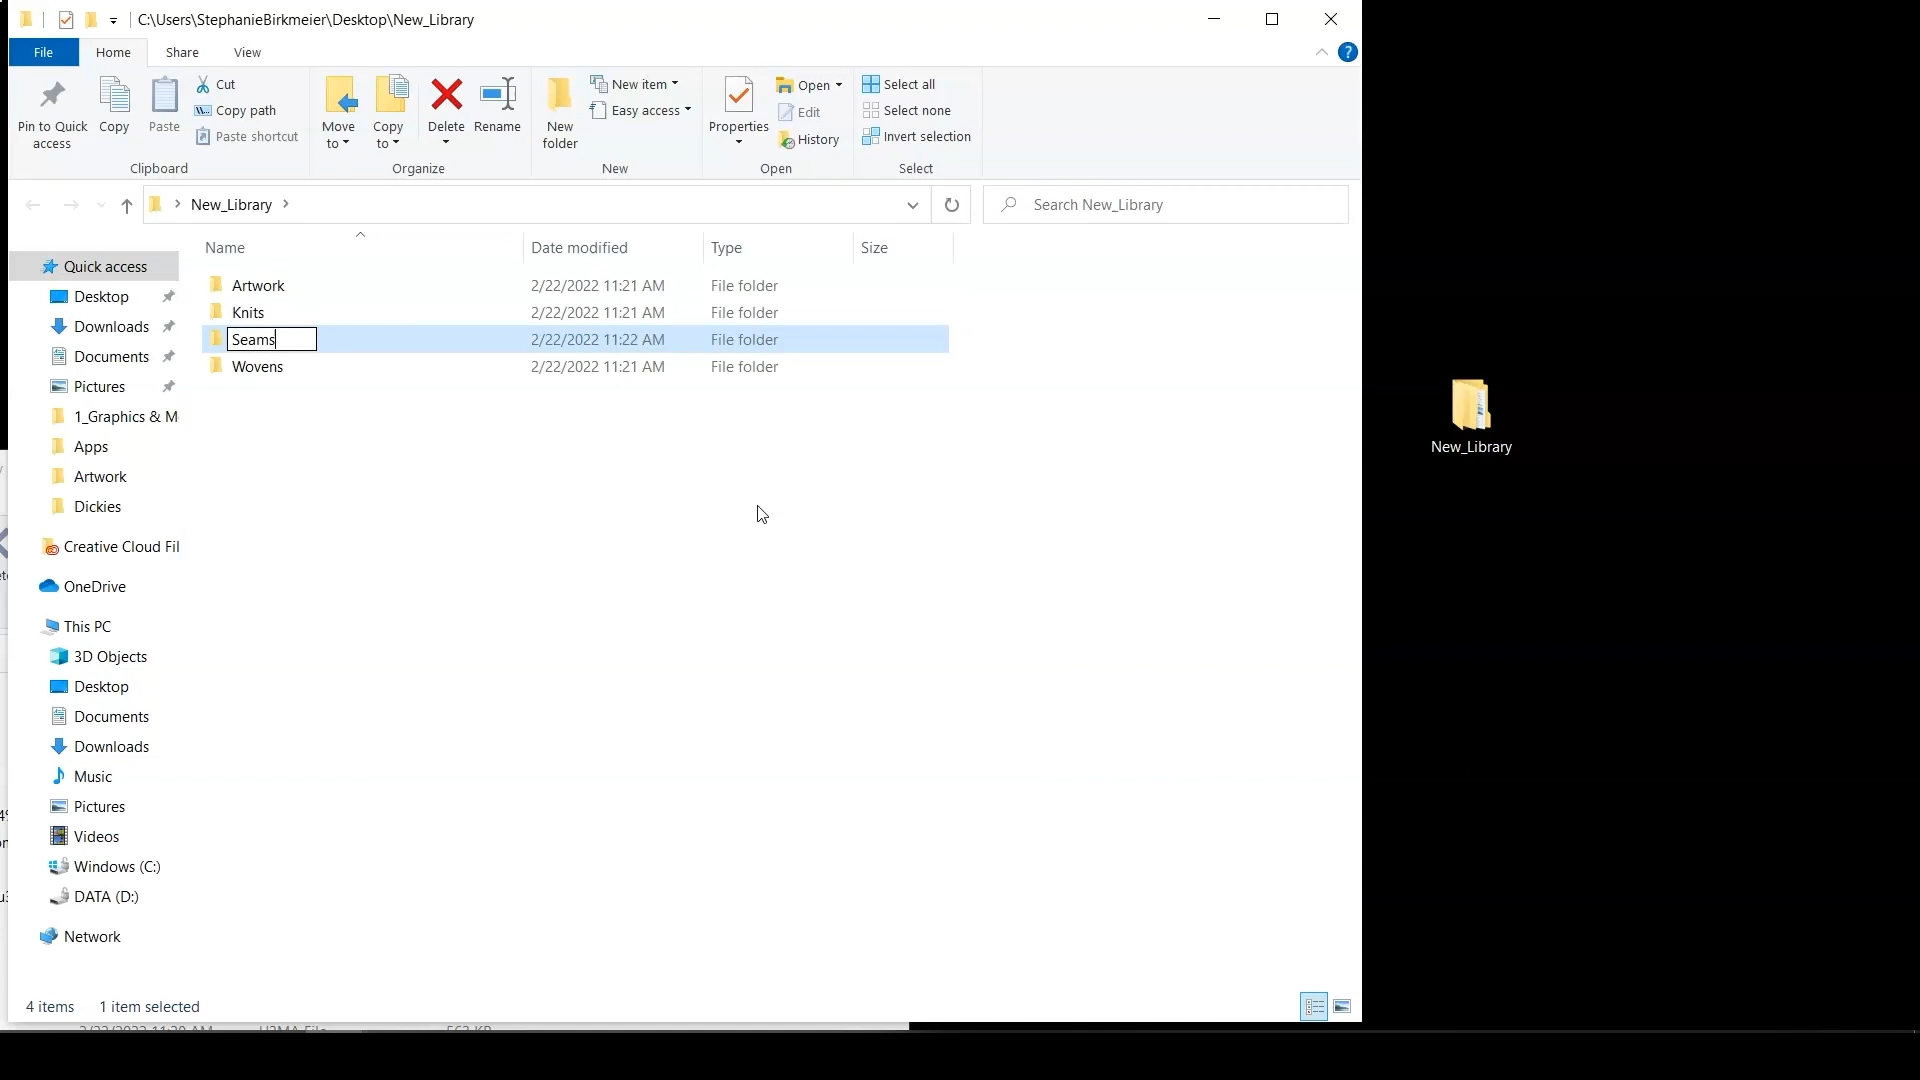 C:\Users\StephanieBirkmeier\Desktop\New_Library
File Home Share View
Pin to Quick access
Copy
Paste
Cut
Copy path
Paste shortcut
Clipboard
Move to
Copy to
Delete
Rename
Organize
New folder
New item
Easy access
New
Properties
Open
Edit
History
Open
Select all
Select none
Invert selection
Select
New_Library
Search New_Library
Name Date modified Type Size
Artwork 2/22/2022 11:21 AM File folder
Knits 2/22/2022 11:21 AM File folder
Seams 2/22/2022 11:22 AM File folder
Wovens 2/22/2022 11:21 AM File folder
Quick access
Desktop
Downloads
Documents
Pictures
1_Graphics & M
Apps
Artwork
Dickies
Creative Cloud Fil
OneDrive
This PC
3D Objects
Desktop
Documents
Downloads
Music
Pictures
Videos
Windows (C:)
DATA (D:)
Network
4 items 1 item selected
New_Library